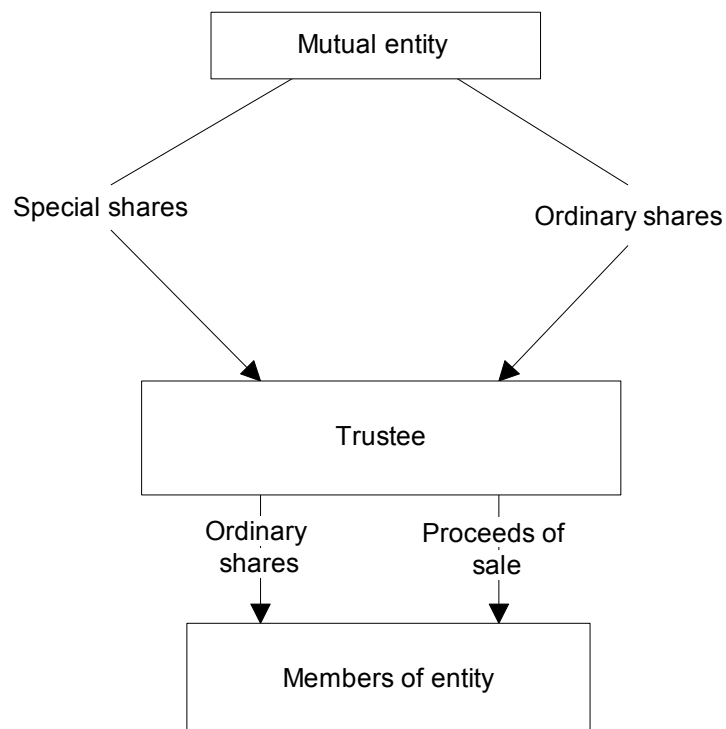 Mutual entity
Special shares
Ordinary shares
Trustee
Ordinary
shares
Proceeds of
sale
Members of entity